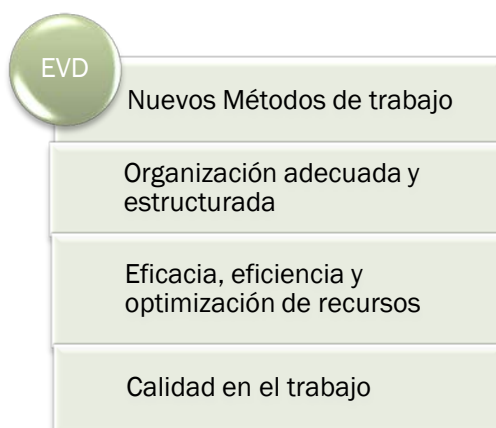 EVD
Nuevos Métodos de trabajo
Organización adecuada y
estructurada
Eficacia, eficiencia y
optimización de recursos
Calidad en el trabajo